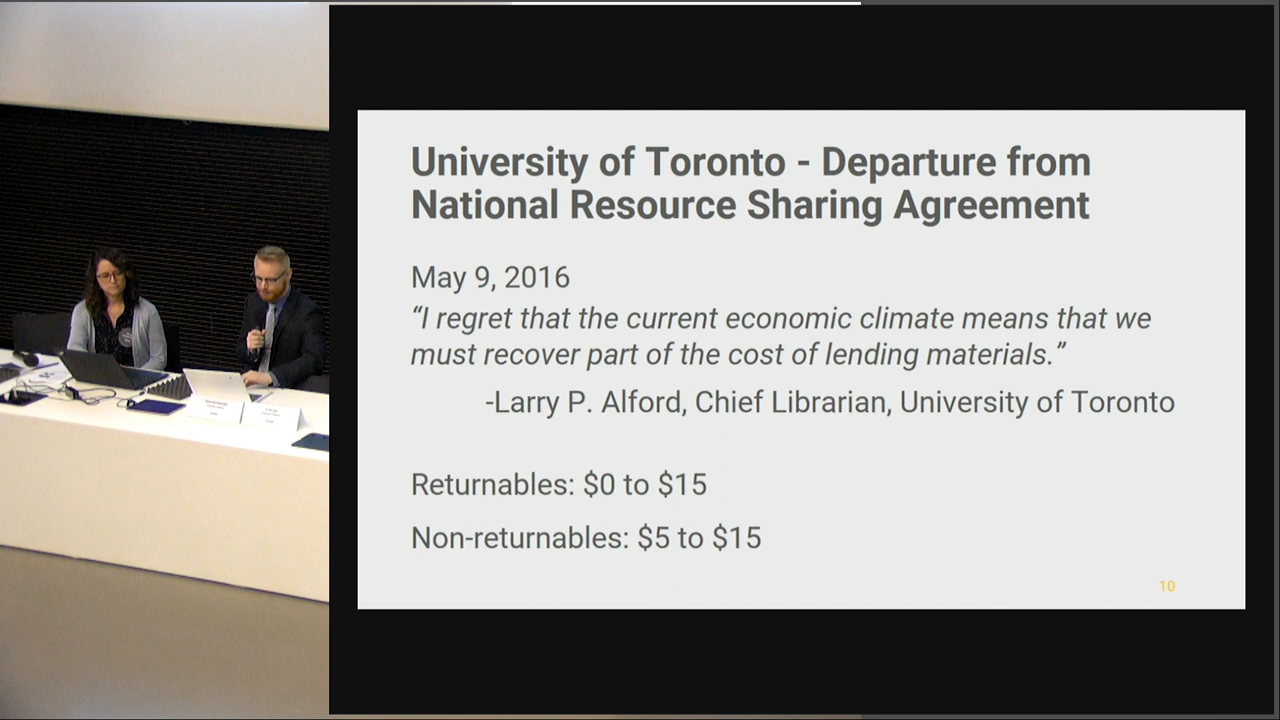 University of Toronto - Departure from
National Resource Sharing Agreement
May 9, 2016
“I regret that the current economic climate means that we
must recover part of the cost of lending materials.”
-Larry P. Alford, Chief Librarian, University of Toronto
Returnables: $0 to $15
Non-returnables: $5 to $15
10